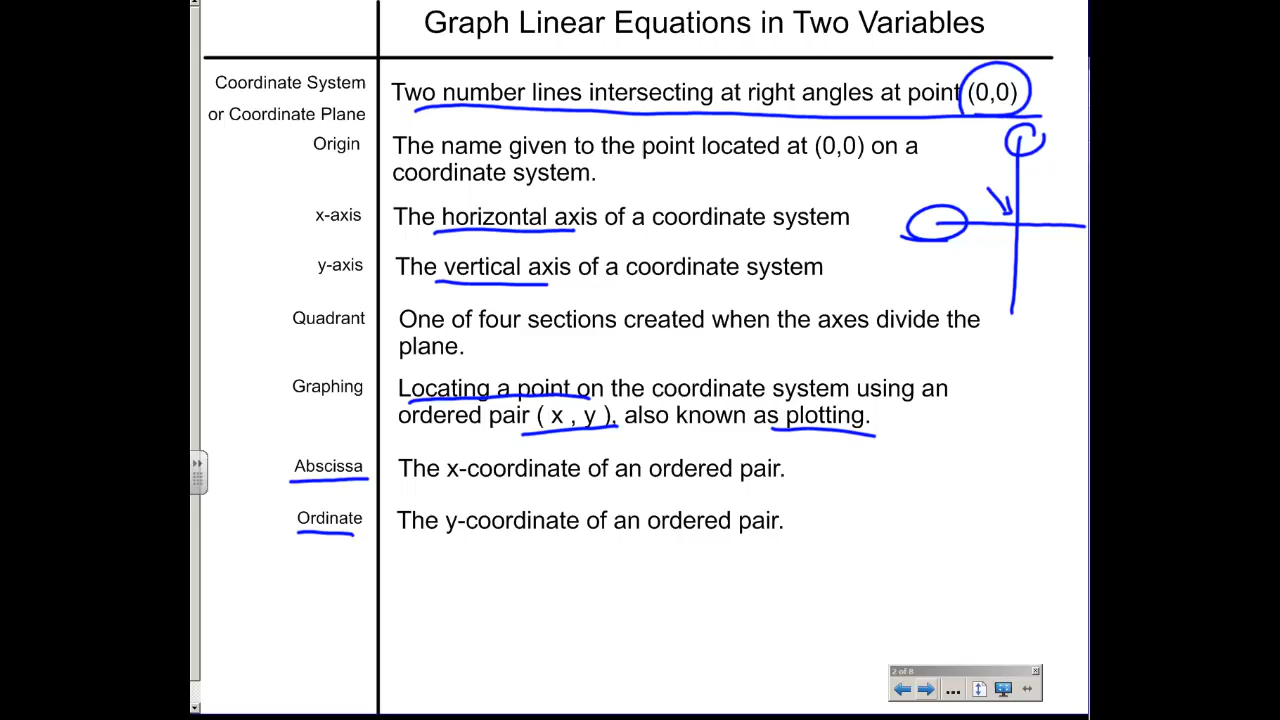 Graph Linear Equations in Two Variables
Coordinate System
or Coordinate Plane
Two number lines intersecting at right angles at point (0,0)
Origin
The name given to the point located at (0,0) on a
coordinate system.
x-axis
The horizontal axis of a coordinate system
y-axis
The vertical axis of a coordinate system
Quadrant
One of four sections created when the axes divide the
plane.
Graphing
Locating a point on the coordinate system using an
ordered pair ( x , y ), also known as plotting.
Abscissa
The x-coordinate of an ordered pair.
Ordinate
The y-coordinate of an ordered pair.
2 of 8